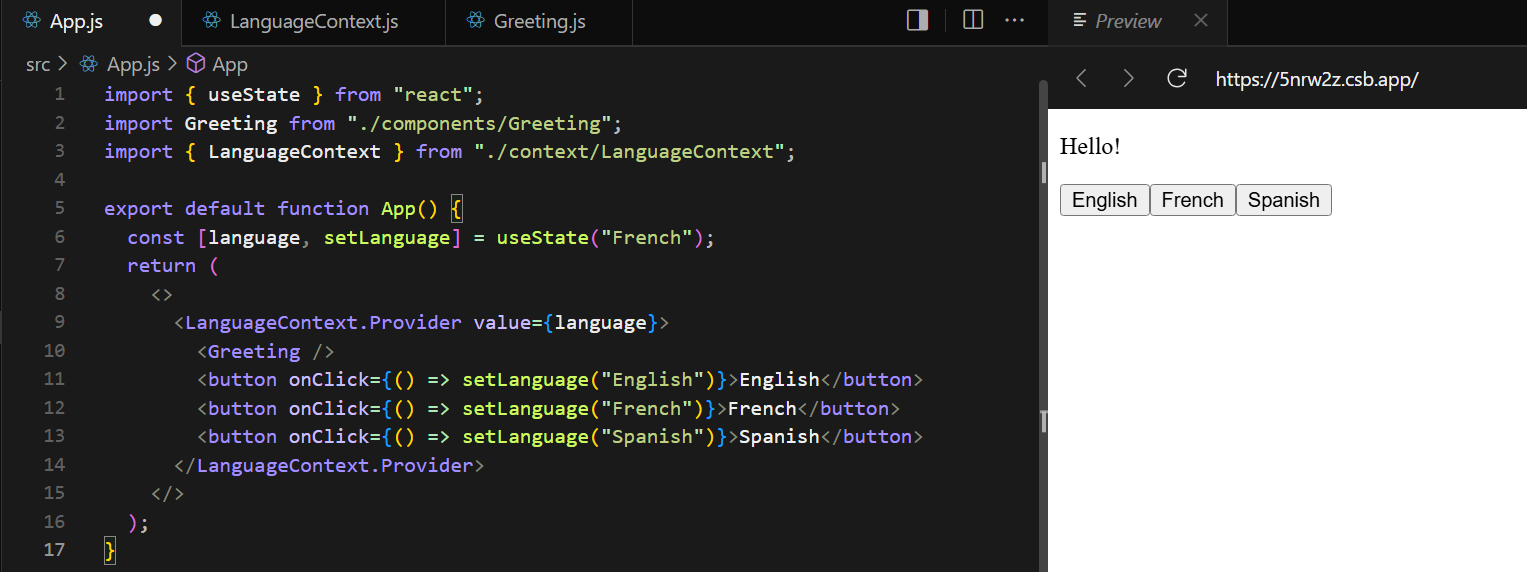 App.js LanguageContext.js Greeting.js Preview
src > App.js > App
https://5nrw2z.csb.app/
1 import { useState } from "react";
2 import Greeting from "./components/Greeting";
3 import { LanguageContext } from "./context/LanguageContext";
4
5 export default function App() {
6   const [language, setLanguage] = useState("French");
7   return (
8     <>
9       <LanguageContext.Provider value={language}>
10         <Greeting />
11         <button onClick={() => setLanguage("English")}>English</button>
12         <button onClick={() => setLanguage("French")}>French</button>
13         <button onClick={() => setLanguage("Spanish")}>Spanish</button>
14       </LanguageContext.Provider>
15     </>
16   );
17 }
Hello!
English French Spanish